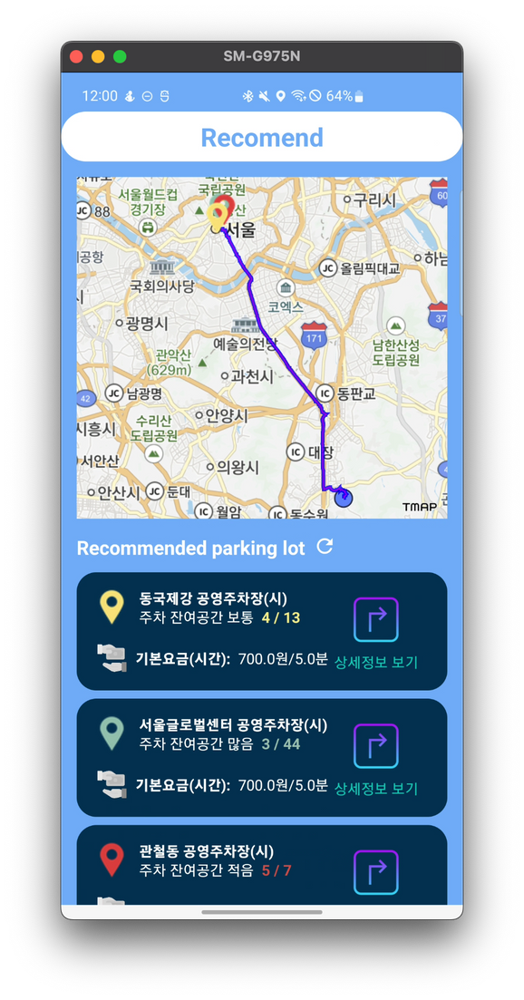 SM-G975N
12:00
64%
Recomend
서울월드컵
경기장
국립공원
구리시
60
JC 88
서울
공항
국회의사당
JC 올림픽대교
코엑스
광명시
예술의전당
171
37
남한산성
도립공원
관악산
(629m)
과천시
42
JC 남광명
IC 동판교
안양시
수리산
도립공원
시흥시
IC 대장
서안산
의왕시
안산시
JC 둔대
IC 월암
IC 동수원
TMAP
Recommended parking lot
동국제강 공영주차장(시)
주차 잔여공간 보통 4 / 13
기본요금(시간): 700.0원/5.0분
상세정보 보기
서울글로벌센터 공영주차장(시)
주차 잔여공간 많음 3 / 44
기본요금(시간): 700.0원/5.0분
상세정보 보기
관철동 공영주차장(시)
주차 잔여공간 적음 5 / 7